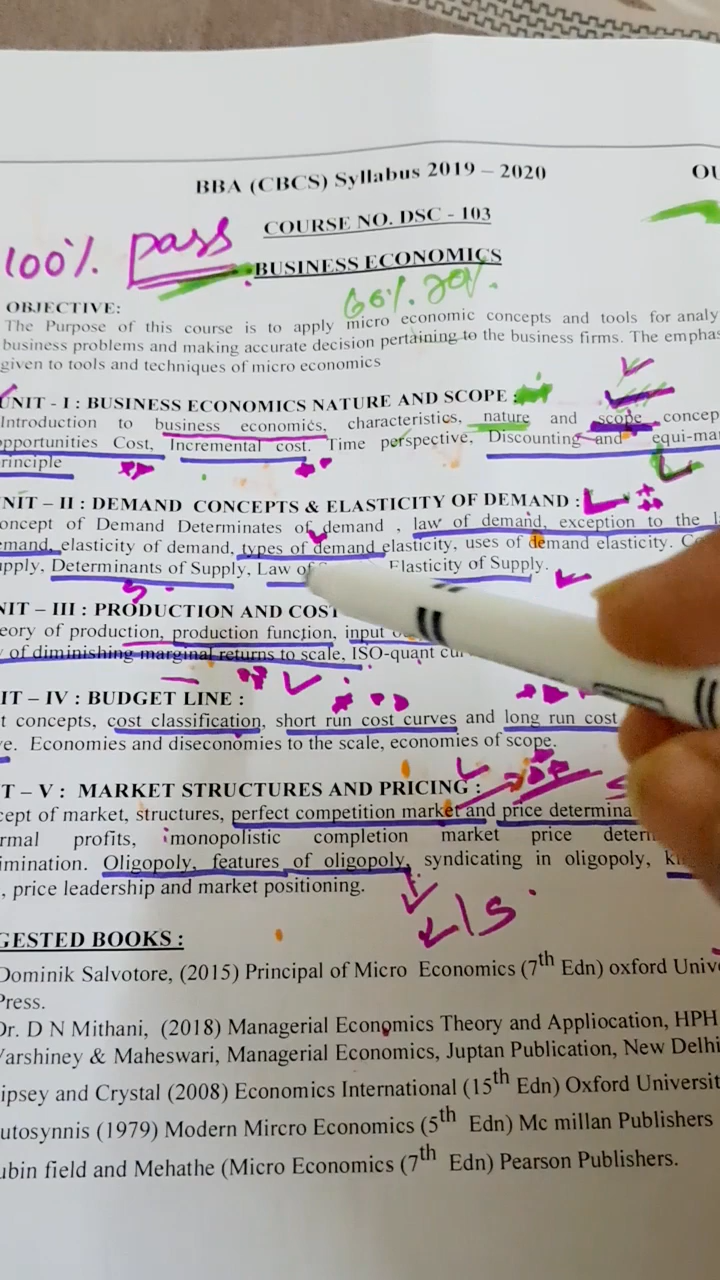 BBA (CBCS) Syllabus 2019 – 2020 OU
COURSE NO. DSC - 103
100% pass
BUSINESS ECONOMICS
OBJECTIVE:
The Purpose of this course is to apply micro economic concepts and tools for analy
business problems and making accurate decision pertaining to the business firms. The emphas
given to tools and techniques of micro economics
UNIT - I : BUSINESS ECONOMICS NATURE AND SCOPE :
Introduction to business economics, characteristics, nature and scope concep
opportunities Cost, Incremental cost. Time perspective, Discounting and equi-mar
rinciple
NIT – II : DEMAND CONCEPTS & ELASTICITY OF DEMAND :
oncept of Demand Determinates of demand , law of demand, exception to the l
emand, elasticity of demand, types of demand elasticity, uses of demand elasticity. C
upply, Determinants of Supply, Law of Elasticity of Supply.
NIT – III : PRODUCTION AND COST
eory of production, production function, input
of diminishing marginal returns to scale, ISO-quant cur
IT – IV : BUDGET LINE :
t concepts, cost classification, short run cost curves and long run cost
e. Economies and diseconomies to the scale, economies of scope.
T – V : MARKET STRUCTURES AND PRICING :
cept of market, structures, perfect competition market and price determina
rmal profits, monopolistic completion market price deter
imination. Oligopoly, features of oligopoly, syndicating in oligopoly, k
, price leadership and market positioning.
15
GESTED BOOKS :
Dominik Salvotore, (2015) Principal of Micro Economics (7th Edn) oxford Unive
Press.
Dr. D N Mithani, (2018) Managerial Economics Theory and Appliocation, HPH
Varshiney & Maheswari, Managerial Economics, Juptan Publication, New Delhi
ipsey and Crystal (2008) Economics International (15th Edn) Oxford Universit
utosynnis (1979) Modern Mircro Economics (5th Edn) Mc millan Publishers
ubin field and Mehathe (Micro Economics (7th Edn) Pearson Publishers.